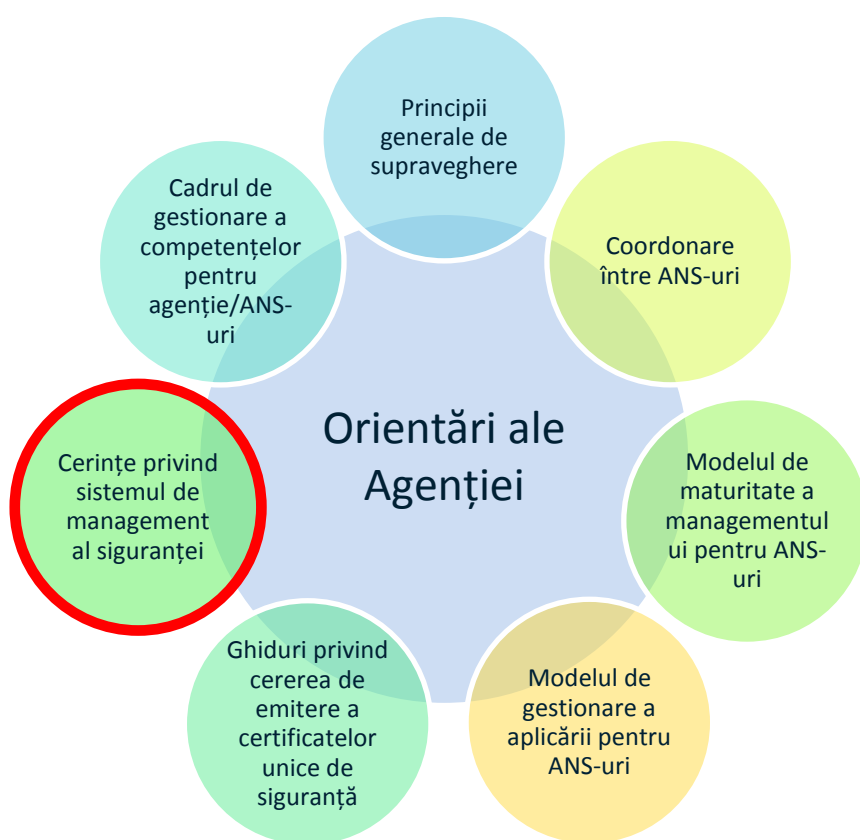 Principii
generale de
supraveghere
Coordonare
între ANS-uri
Modelul de
maturitate a
managementul
ui pentru ANS-
uri
Modelul de
gestionare a
aplicării pentru
ANS-uri
Ghiduri privind
cererea de
emitere a
certificatelor
unice de
siguranță
Cerințe privind
sistemul de
management
al siguranței
Cadrul de
gestionare a
competențelor
pentru
agenție/ANS-
uri
Orientări ale
Agenției